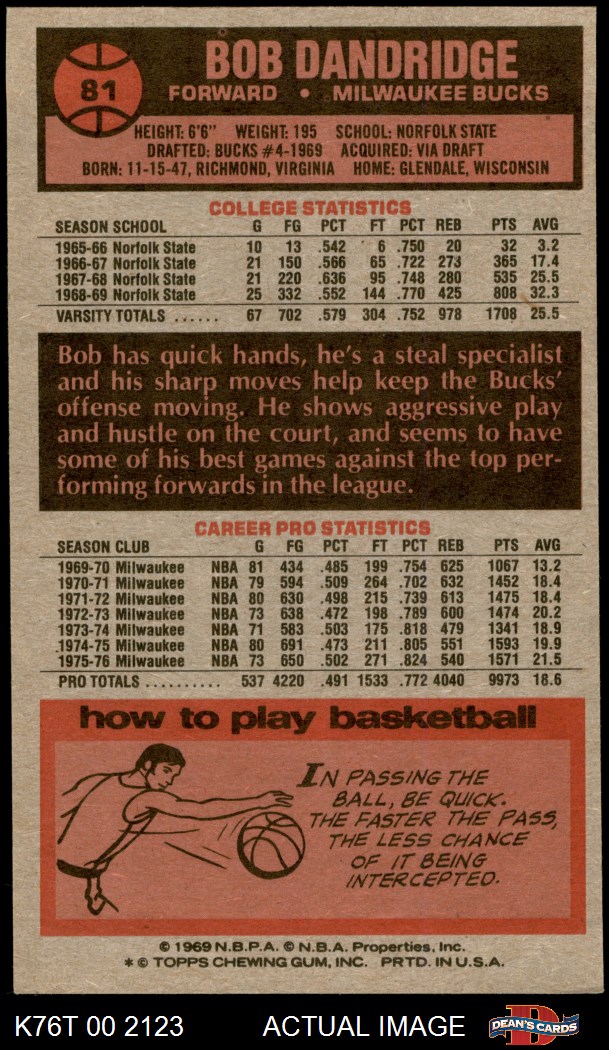 81
BOB DANDRIDGE
FORWARD • MILWAUKEE BUCKS
HEIGHT: 6'6" WEIGHT: 195 SCHOOL: NORFOLK STATE
DRAFTED: BUCKS #4-1969 ACQUIRED: VIA DRAFT
BORN: 11-15-47, RICHMOND, VIRGINIA HOME: GLENDALE, WISCONSIN
COLLEGE STATISTICS
SEASON SCHOOL G FG PCT FT PCT REB PTS AVG
1965-66 Norfolk State 10 13 .542 6 .750 20 32 3.2
1966-67 Norfolk State 21 150 .566 65 .722 273 365 17.4
1967-68 Norfolk State 21 220 .636 95 .748 280 535 25.5
1968-69 Norfolk State 25 332 .552 144 .770 425 808 32.3
VARSITY TOTALS ...... 67 702 .579 304 .752 978 1708 25.5
Bob has quick hands, he's a steal specialist
and his sharp moves help keep the Bucks'
offense moving. He shows aggressive play
and hustle on the court, and seems to have
some of his best games against the top per-
forming forwards in the league.
CAREER PRO STATISTICS
SEASON CLUB G FG PCT FT PCT REB PTS AVG
1969-70 Milwaukee NBA 81 434 .485 199 .754 625 1067 13.2
1970-71 Milwaukee NBA 79 594 .509 264 .702 632 1452 18.4
1971-72 Milwaukee NBA 80 630 .498 215 .739 613 1475 18.4
1972-73 Milwaukee NBA 73 638 .472 198 .789 600 1474 20.2
1973-74 Milwaukee NBA 71 583 .503 175 .818 479 1341 18.9
1974-75 Milwaukee NBA 80 691 .473 211 .805 551 1593 19.9
1975-76 Milwaukee NBA 73 650 .502 271 .824 540 1571 21.5
PRO TOTALS .......... 537 4220 .491 1533 .772 4040 9973 18.6
how to play basketball
IN PASSING THE
BALL, BE QUICK.
THE FASTER THE PASS,
THE LESS CHANCE
OF IT BEING
INTERCEPTED.
© 1969 N.B.P.A. © N.B.A. Properties, Inc.
* © TOPPS CHEWING GUM, INC. PRTD. IN U.S.A.
K76T 00 2123 ACTUAL IMAGE DEAN'S CARDS